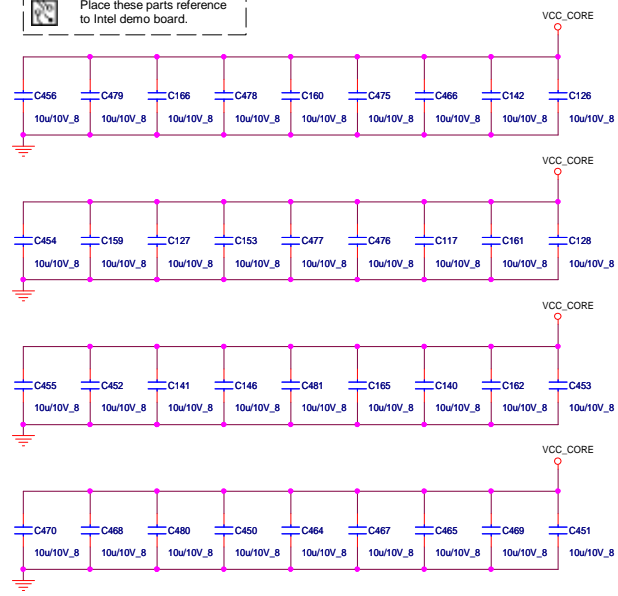 Place these parts reference
to Intel demo board.
VCC_CORE
C456 C479 C166 C478 C160 C475 C466 C142 C126
10u/10V_8 10u/10V_8 10u/10V_8 10u/10V_8 10u/10V_8 10u/10V_8 10u/10V_8 10u/10V_8 10u/10V_8
VCC_CORE
C454 C159 C127 C153 C477 C476 C117 C161 C128
10u/10V_8 10u/10V_8 10u/10V_8 10u/10V_8 10u/10V_8 10u/10V_8 10u/10V_8 10u/10V_8 10u/10V_8
VCC_CORE
C455 C452 C141 C146 C481 C165 C140 C162 C453
10u/10V_8 10u/10V_8 10u/10V_8 10u/10V_8 10u/10V_8 10u/10V_8 10u/10V_8 10u/10V_8 10u/10V_8
VCC_CORE
C470 C468 C480 C450 C464 C467 C465 C469 C451
10u/10V_8 10u/10V_8 10u/10V_8 10u/10V_8 10u/10V_8 10u/10V_8 10u/10V_8 10u/10V_8 10u/10V_8